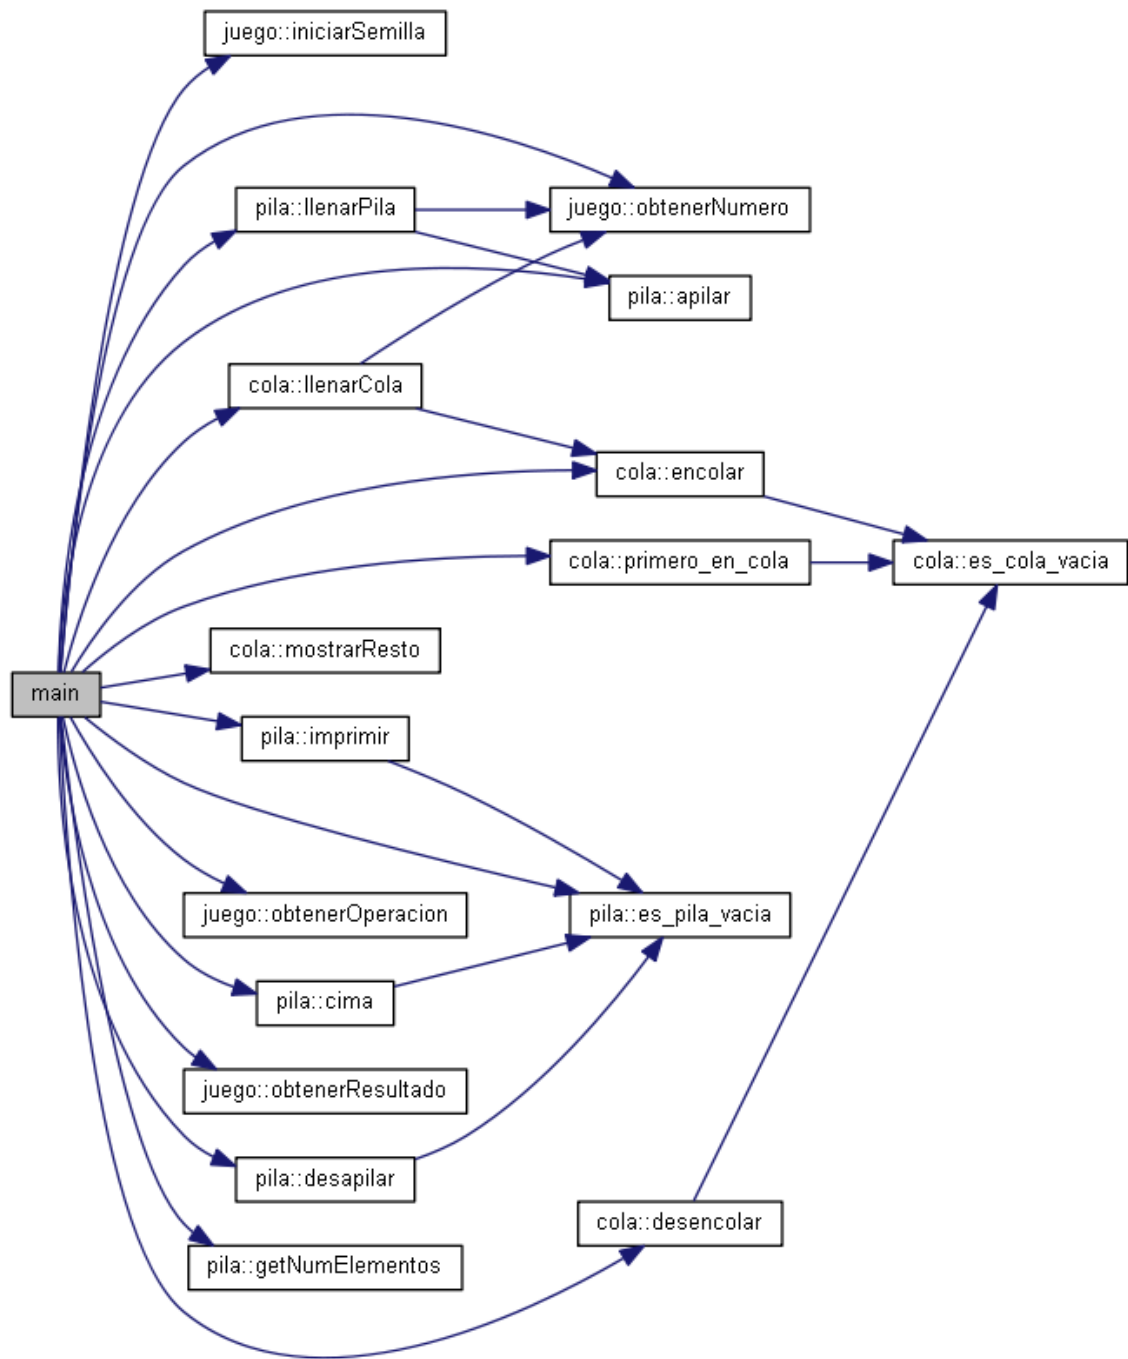 juego::iniciarSemilla
pila::llenarPila
juego::obtenerNumero
pila::apilar
cola::llenarCola
cola::encolar
cola::primero_en_cola
cola::es_cola_vacia
cola::mostrarResto
main
pila::imprimir
juego::obtenerOperacion
pila::es_pila_vacia
pila::cima
juego::obtenerResultado
pila::desapilar
cola::desencolar
pila::getNumElementos